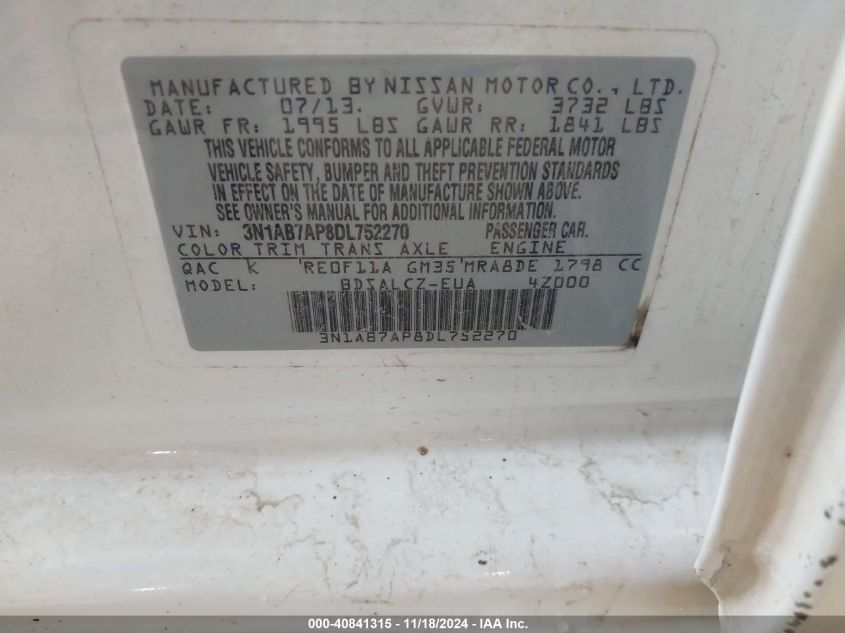 MANUFACTURED BY NISSAN MOTOR CO., LTD.
DATE: 07/13. GVWR: 3732 LBS
GAWR FR: 1995 LBS GAWR RR: 1841 LBS
THIS VEHICLE CONFORMS TO ALL APPLICABLE FEDERAL MOTOR
VEHICLE SAFETY, BUMPER AND THEFT PREVENTION STANDARDS
IN EFFECT ON THE DATE OF MANUFACTURE SHOWN ABOVE.
SEE OWNER'S MANUAL FOR ADDITIONAL INFORMATION.
VIN: 3N1AB7AP8DL752270 PASSENGER CAR.
COLOR TRIM TRANS AXLE ENGINE
QAC K RE0F11A GM35 MRA8DE 1798 CC
MODEL: BDSALCZ-EUA 4Z000
3N1AB7AP8DL752270
000-40841315 - 11/18/2024 - © IAA Inc.